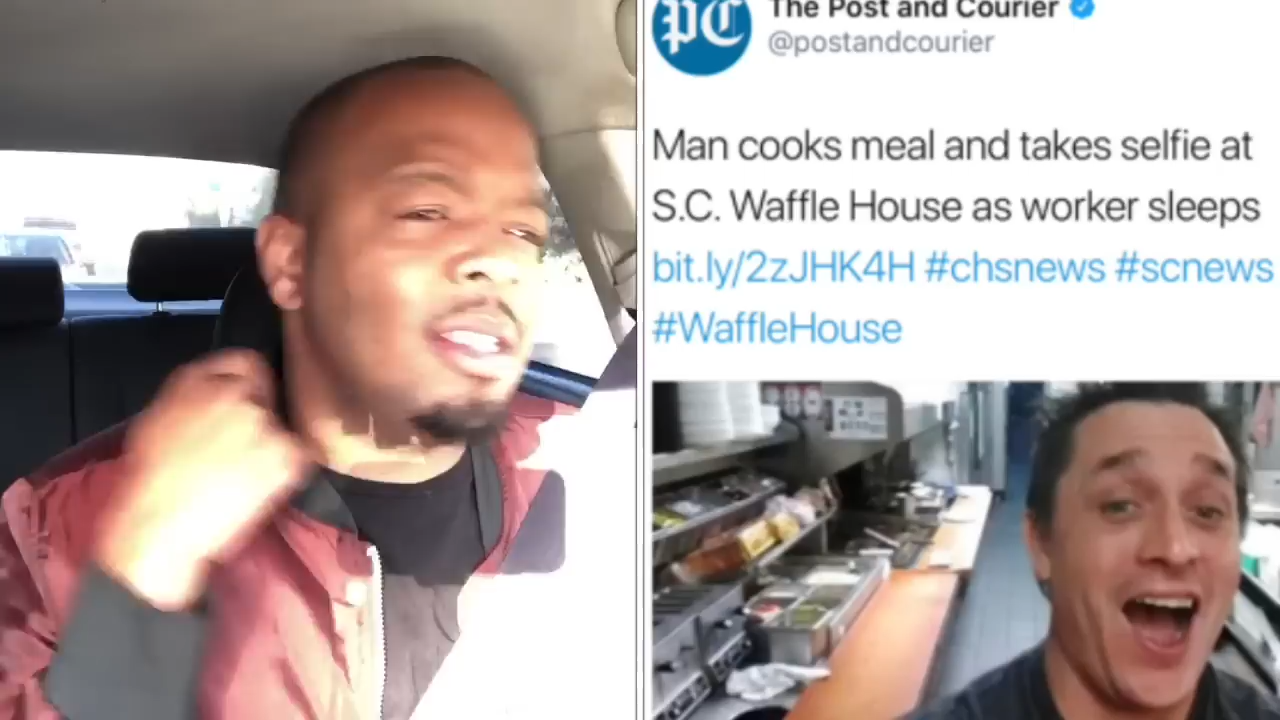 PC
The Post and Courier
@postandcourier
Man cooks meal and takes selfie at
S.C. Waffle House as worker sleeps
bit.ly/2zJHK4H #chsnews #scnews
#WaffleHouse